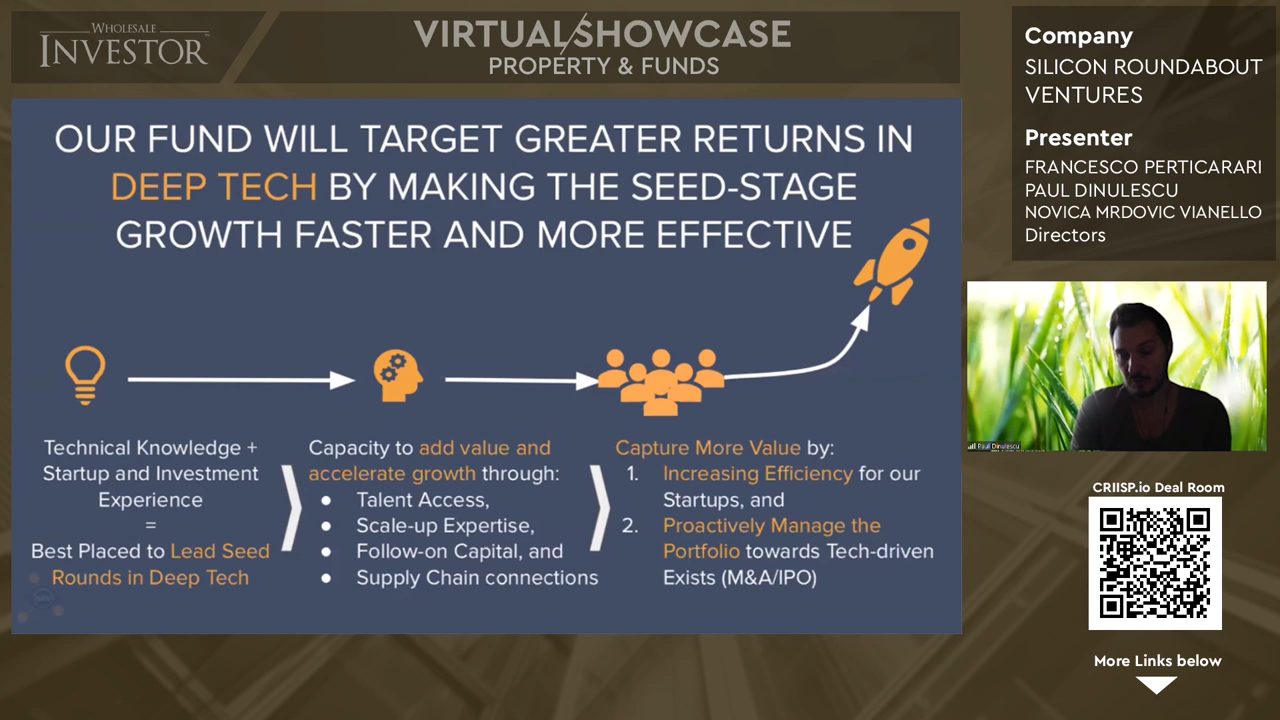 WHOLESALE
INVESTOR
VIRTUAL/SHOWCASE
PROPERTY & FUNDS
OUR FUND WILL TARGET GREATER RETURNS IN
DEEP TECH BY MAKING THE SEED-STAGE
GROWTH FASTER AND MORE EFFECTIVE
Technical Knowledge +
Startup and Investment
Experience
=
Best Placed to Lead Seed
Rounds in Deep Tech
Capacity to add value and
accelerate growth through:
● Talent Access,
● Scale-up Expertise,
● Follow-on Capital, and
● Supply Chain connections
Capture More Value by:
1. Increasing Efficiency for our
Startups, and
2. Proactively Manage the
Portfolio towards Tech-driven
Exists (M&A/IPO)
Company
SILICON ROUNDABOUT
VENTURES
Presenter
FRANCESCO PERTICARARI
PAUL DINULESCU
NOVICA MRDOVIC VIANELLO
Directors
Paul Dinulescu
CRIISP.io Deal Room
More Links below